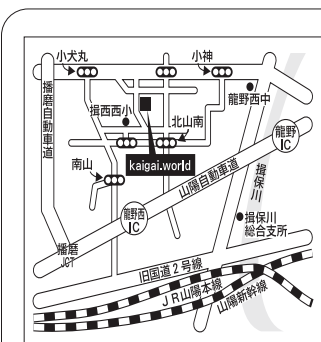 小犬丸
小神
播磨自動車道
揖西西小
龍野西中
北山南
龍野
IC
南山
kaigai.world
山陽自動車道
揖保川
龍野西
IC
揖保川
総合支所
播磨
JCT
旧国道2号線
JR山陽本線
山陽新幹線